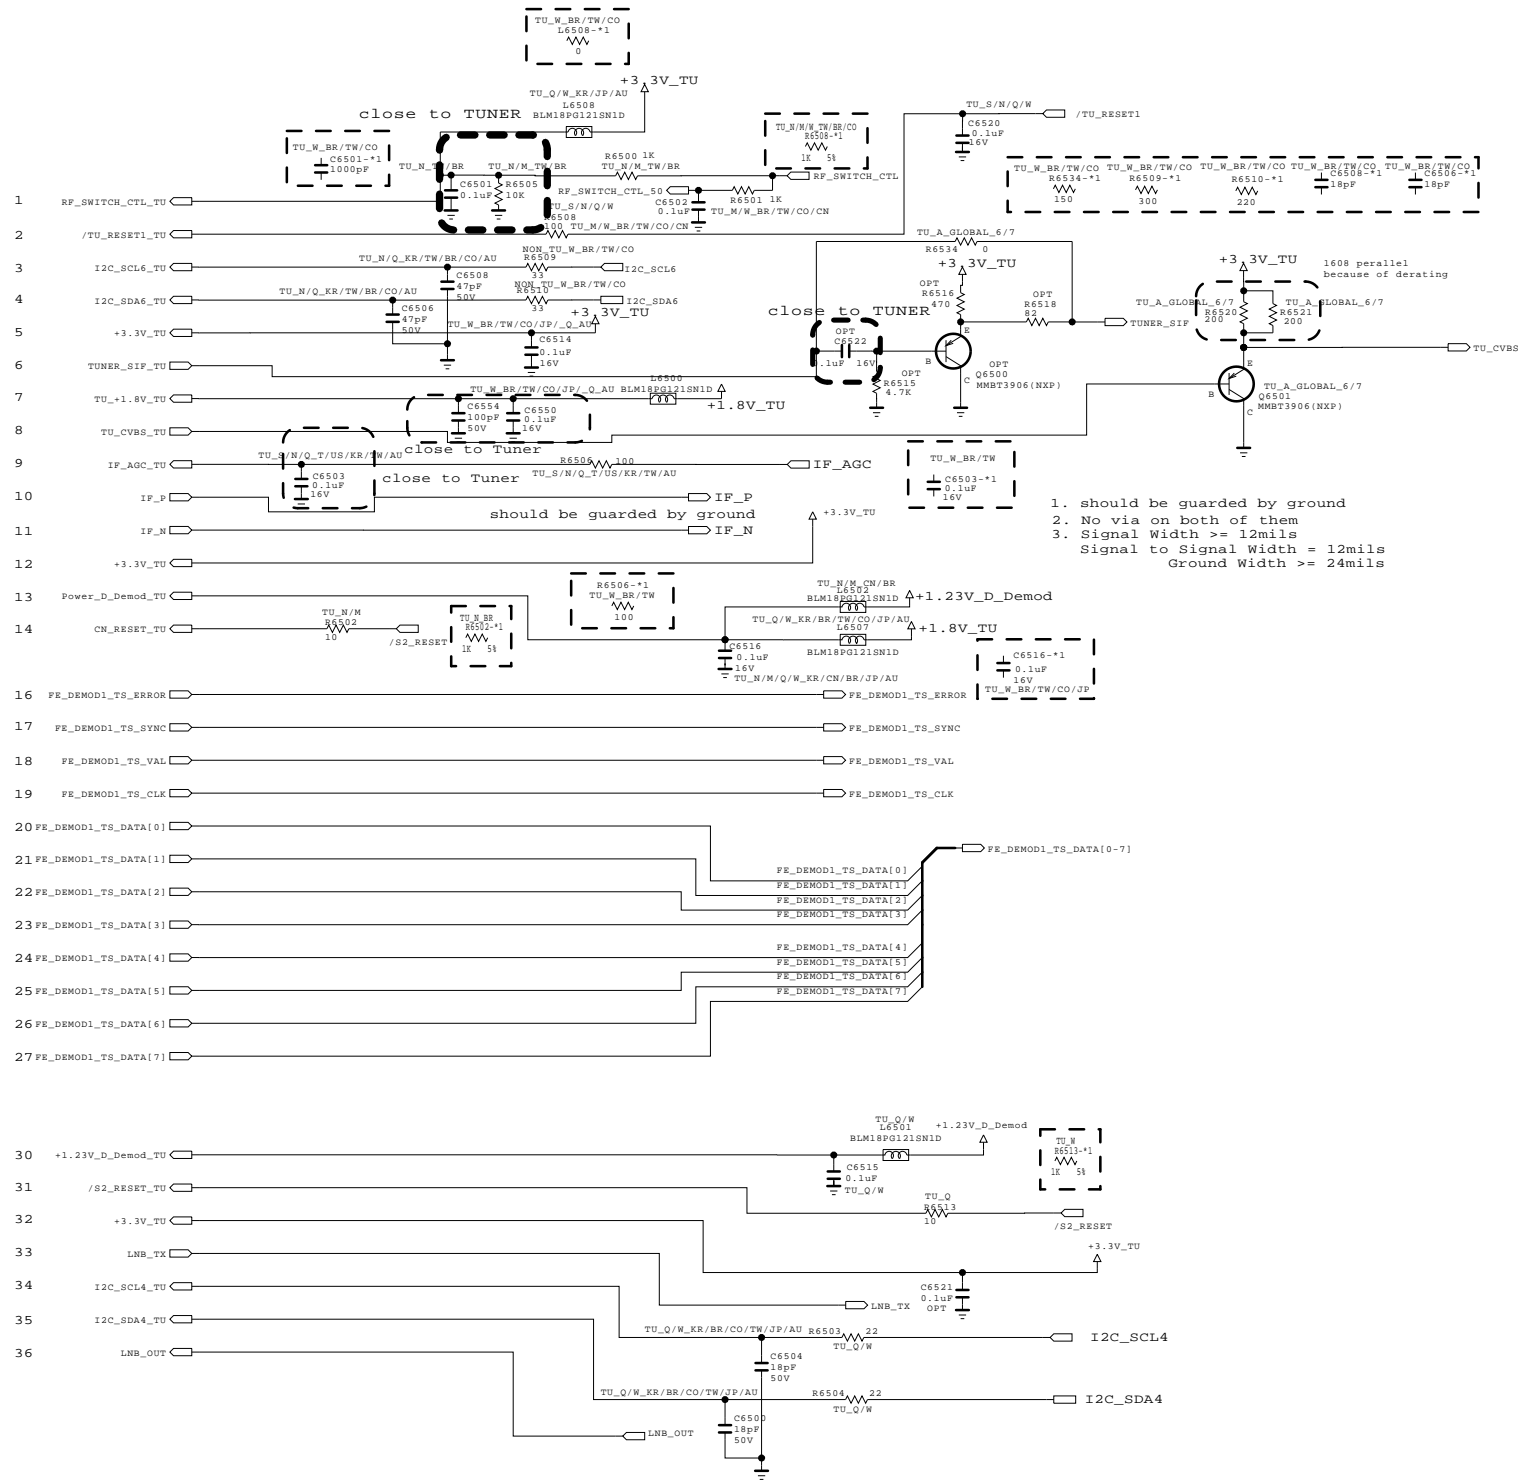 TU_W_BR/TW/CO
L6508-*1
0
+3.3V_TU
TU_Q/W_KR/JP/AU
L6508
BLM18PG121SN1D
close to TUNER
TU_W_BR/TW/CO
C6501-*1
1000pF
TU_N_TW/BR
C6501
0.1uF
TU_N/M_TW/BR
R6505
10K
R6500 1K
TU_N/M_TW/BR
TU_N/M/W_TW/BR/CO
R6508-*1
1K 5%
RF_SWITCH_CTL
RF_SWITCH_CTL_50
C6502
0.1uF
R6501 1K
TU_M/W_BR/TW/CO/CN
TU_S/N/Q/W
C6520
0.1uF
16V
/TU_RESET1
TU_W_BR/TW/CO
R6534-*1
150
TU_W_BR/TW/CO
R6509-*1
300
TU_W_BR/TW/CO
R6510-*1
220
TU_W_BR/TW/CO
C6508-*1
18pF
TU_W_BR/TW/CO
C6506-*1
18pF
1 RF_SWITCH_CTL_TU
TU_S/N/Q/W
R6508
100 TU_M/W_BR/TW/CO/CN
2 /TU_RESET1_TU
TU_A_GLOBAL_6/7
R6534 0
3 I2C_SCL6_TU
TU_N/Q_KR/TW/BR/CO/AU
C6508
47pF
50V
NON_TU_W_BR/TW/CO
R6509
33
I2C_SCL6
4 I2C_SDA6_TU
TU_N/Q_KR/TW/BR/CO/AU
C6506
47pF
50V
NON_TU_W_BR/TW/CO
R6510
33
I2C_SDA6
+3.3V_TU
5 +3.3V_TU
TU_W_BR/TW/CO/JP/_Q_AU
C6514
0.1uF
16V
close to TUNER
OPT
C6522
0.1uF 16V
+3.3V_TU
OPT
R6516
470
OPT
R6518
82
TUNER_SIF
E
B
C
OPT
Q6500
MMBT3906(NXP)
OPT
R6515
4.7K
+3.3V_TU
1608 perallel
because of derating
TU_A_GLOBAL_6/7
R6520
200
TU_A_GLOBAL_6/7
R6521
200
TU_CVBS
E
B
C
TU_A_GLOBAL_6/7
Q6501
MMBT3906(NXP)
6 TUNER_SIF_TU
7 TU_+1.8V_TU
TU_W_BR/TW/CO/JP/_Q_AU
L6500
BLM18PG121SN1D
+1.8V_TU
C6554
100pF
50V
C6550
0.1uF
16V
close to Tuner
8 TU_CVBS_TU
9 IF_AGC_TU
TU_S/N/Q_T/US/KR/TW/AU
C6503
0.1uF
16V
close to Tuner
R6506 100
TU_S/N/Q_T/US/KR/TW/AU
IF_AGC
TU_W_BR/TW
C6503-*1
0.1uF
16V
10 IF_P
IF_P
should be guarded by ground
11 IF_N
IF_N
+3.3V_TU
1. should be guarded by ground
2. No via on both of them
3. Signal Width >= 12mils
Signal to Signal Width = 12mils
Ground Width >= 24mils
12 +3.3V_TU
13 Power_D_Demod_TU
R6506-*1
TU_W_BR/TW
100
TU_N/M_CN/BR
L6502
BLM18PG121SN1D
+1.23V_D_Demod
14 CN_RESET_TU
TU_N/M
R6502
10
/S2_RESET
TU_N_BR
R6502-*1
1K 5%
TU_Q/W_KR/BR/TW/CO/JP/AU
L6507
BLM18PG121SN1D
+1.8V_TU
C6516
0.1uF
16V
TU_N/M/Q/W_KR/CN/BR/JP/AU
C6516-*1
0.1uF
16V
TU_W_BR/TW/CO/JP
16 FE_DEMOD1_TS_ERROR
FE_DEMOD1_TS_ERROR
17 FE_DEMOD1_TS_SYNC
FE_DEMOD1_TS_SYNC
18 FE_DEMOD1_TS_VAL
FE_DEMOD1_TS_VAL
19 FE_DEMOD1_TS_CLK
FE_DEMOD1_TS_CLK
20 FE_DEMOD1_TS_DATA[0]
21 FE_DEMOD1_TS_DATA[1]
22 FE_DEMOD1_TS_DATA[2]
23 FE_DEMOD1_TS_DATA[3]
24 FE_DEMOD1_TS_DATA[4]
25 FE_DEMOD1_TS_DATA[5]
26 FE_DEMOD1_TS_DATA[6]
27 FE_DEMOD1_TS_DATA[7]
FE_DEMOD1_TS_DATA[0-7]
FE_DEMOD1_TS_DATA[0]
FE_DEMOD1_TS_DATA[1]
FE_DEMOD1_TS_DATA[2]
FE_DEMOD1_TS_DATA[3]
FE_DEMOD1_TS_DATA[4]
FE_DEMOD1_TS_DATA[5]
FE_DEMOD1_TS_DATA[6]
FE_DEMOD1_TS_DATA[7]
30 +1.23V_D_Demod_TU
TU_Q/W
L6501
BLM18PG121SN1D
+1.23V_D_Demod
C6515
0.1uF
TU_Q/W
TU_W
R6513-*1
1K 5%
31 /S2_RESET_TU
TU_Q
R6513
10
/S2_RESET
32 +3.3V_TU
+3.3V_TU
C6521
0.1uF
OPT
33 LNB_TX
LNB_TX
34 I2C_SCL4_TU
TU_Q/W_KR/BR/CO/TW/JP/AU
R6503 22
TU_Q/W
I2C_SCL4
C6504
18pF
50V
35 I2C_SDA4_TU
TU_Q/W_KR/BR/CO/TW/JP/AU
R6504 22
TU_Q/W
I2C_SDA4
C6500
18pF
50V
36 LNB_OUT
LNB_OUT